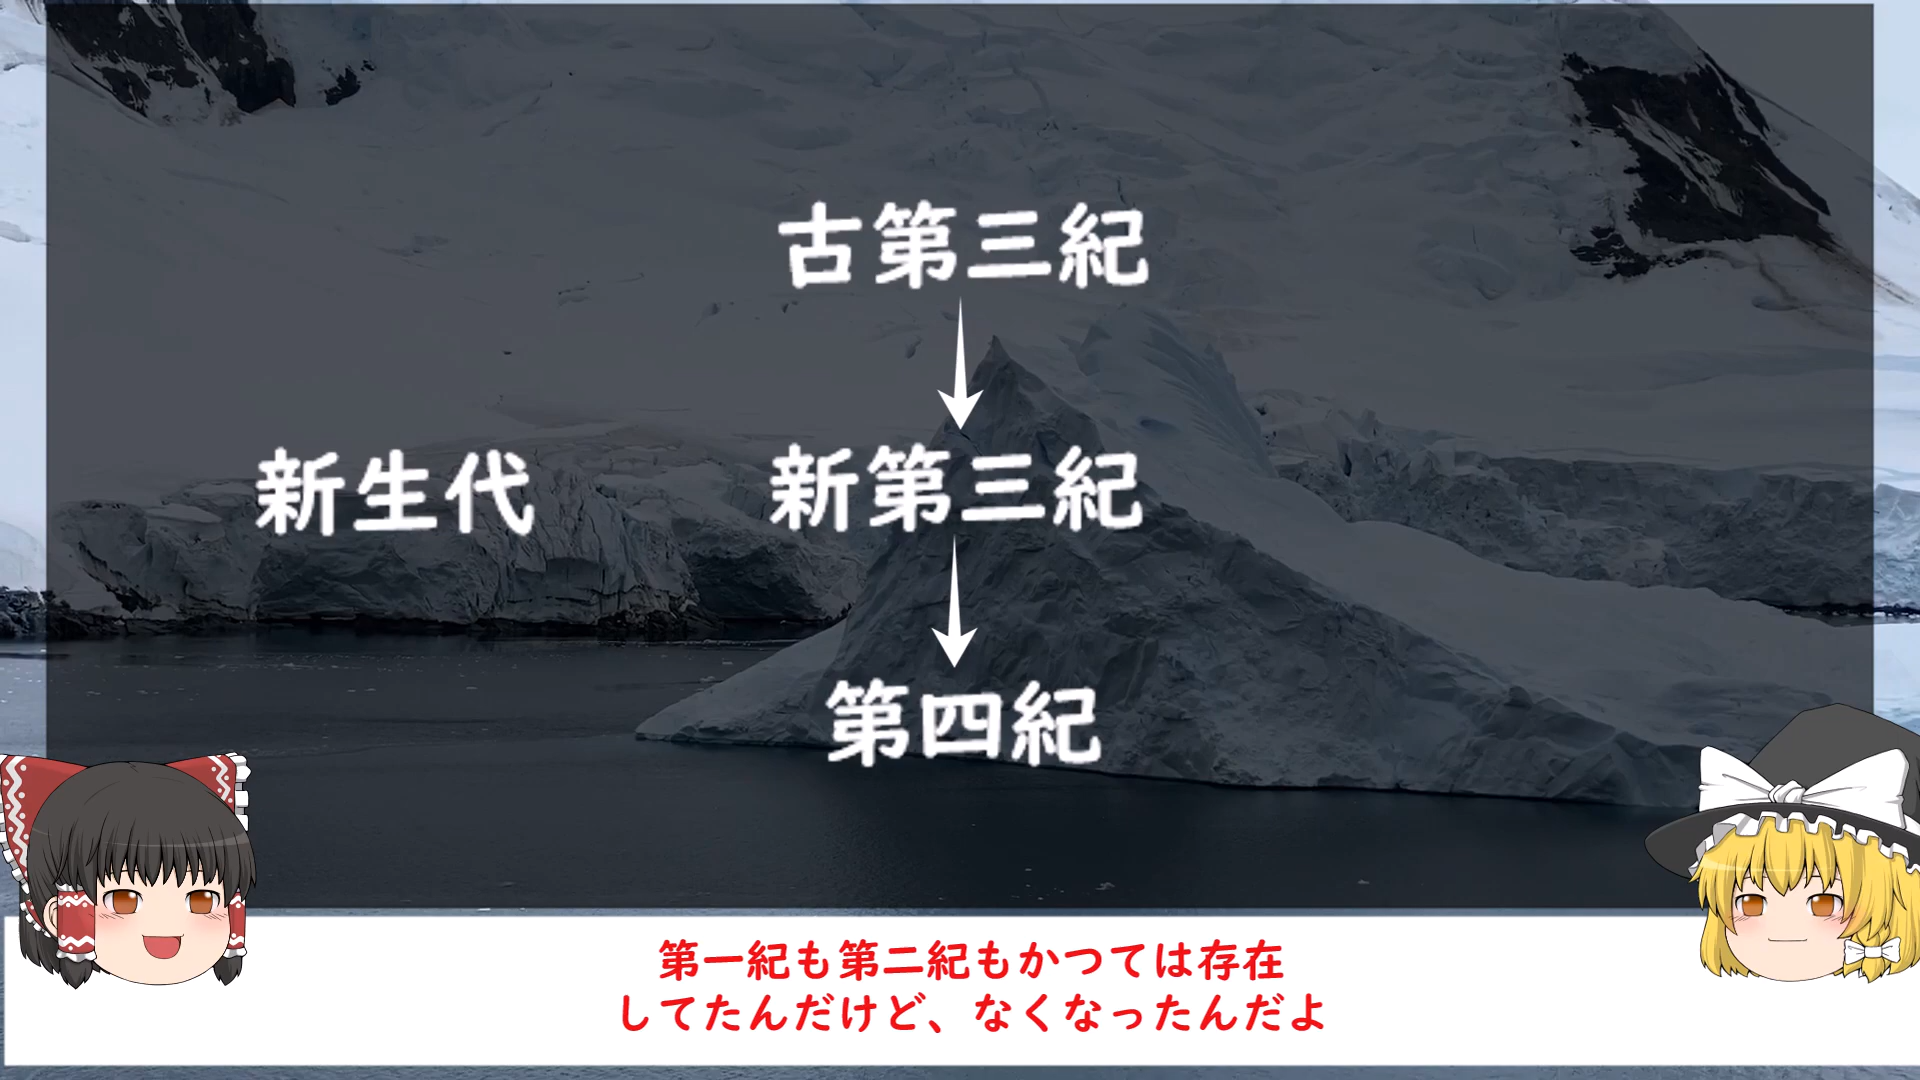 古第三紀
新生代
新第三紀
第四紀
第一紀も第二紀もかつては存在
してたんだけど、なくなったんだよ